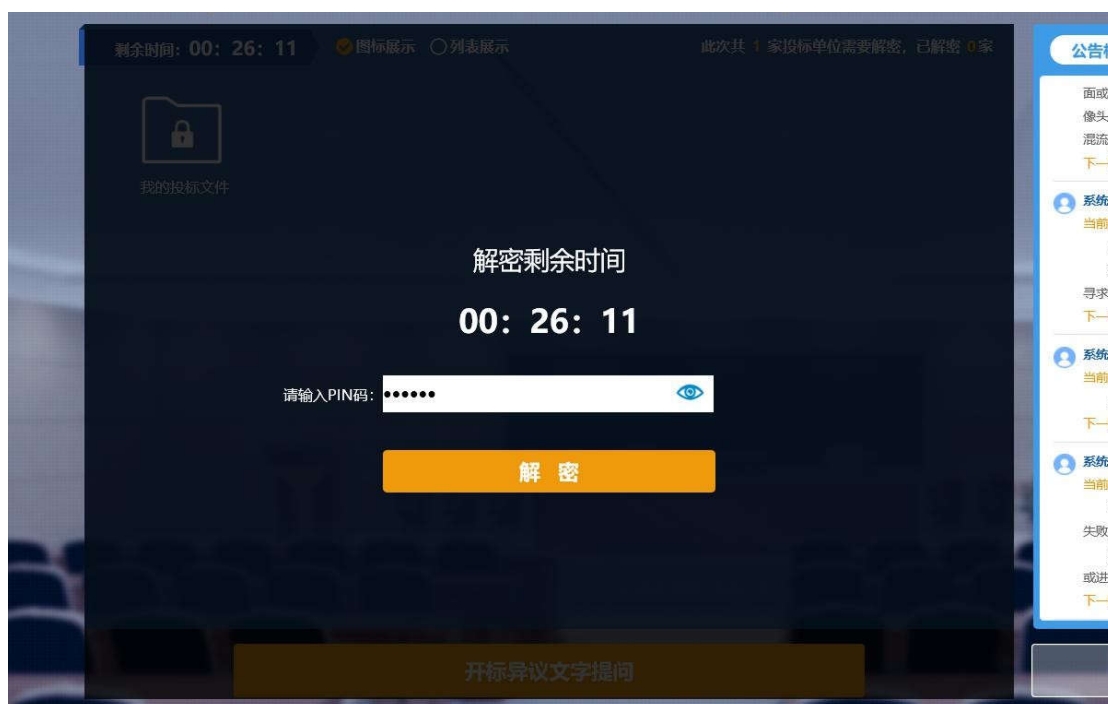 剩余时间：00：26：11
图标展示
列表展示
此次共 1 家投标单位需要解密，已解密 0家
我的投标文件
解密剩余时间
00：26：11
请输入PIN码：
••••••
解 密
开标异议文字提问
公告
面或
像头
混流
下一
系统
当前
寻求
下一
系统
当前
下一
系统
当前
失败
或进
下一